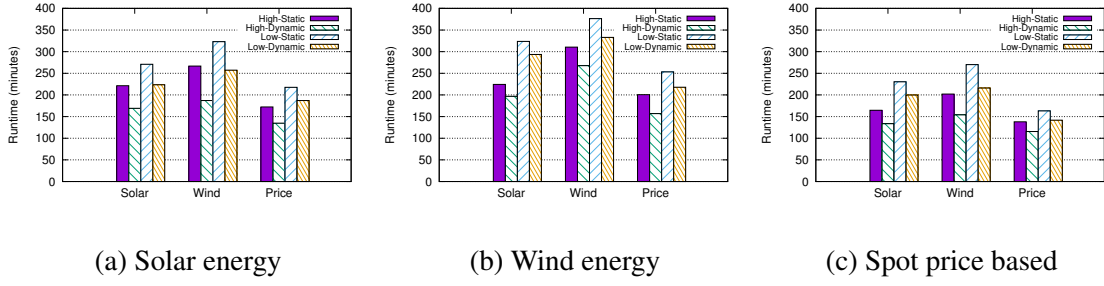 400
350
300
250
200
150
100
50
0
Runtime (minutes)
High-Static
High-Dynamic
Low-Static
Low-Dynamic
Solar Wind Price
(a) Solar energy
400
350
300
250
200
150
100
50
0
Runtime (minutes)
High-Static
High-Dynamic
Low-Static
Low-Dynamic
Solar Wind Price
(b) Wind energy
400
350
300
250
200
150
100
50
0
Runtime (minutes)
High-Static
High-Dynamic
Low-Static
Low-Dynamic
Solar Wind Price
(c) Spot price based